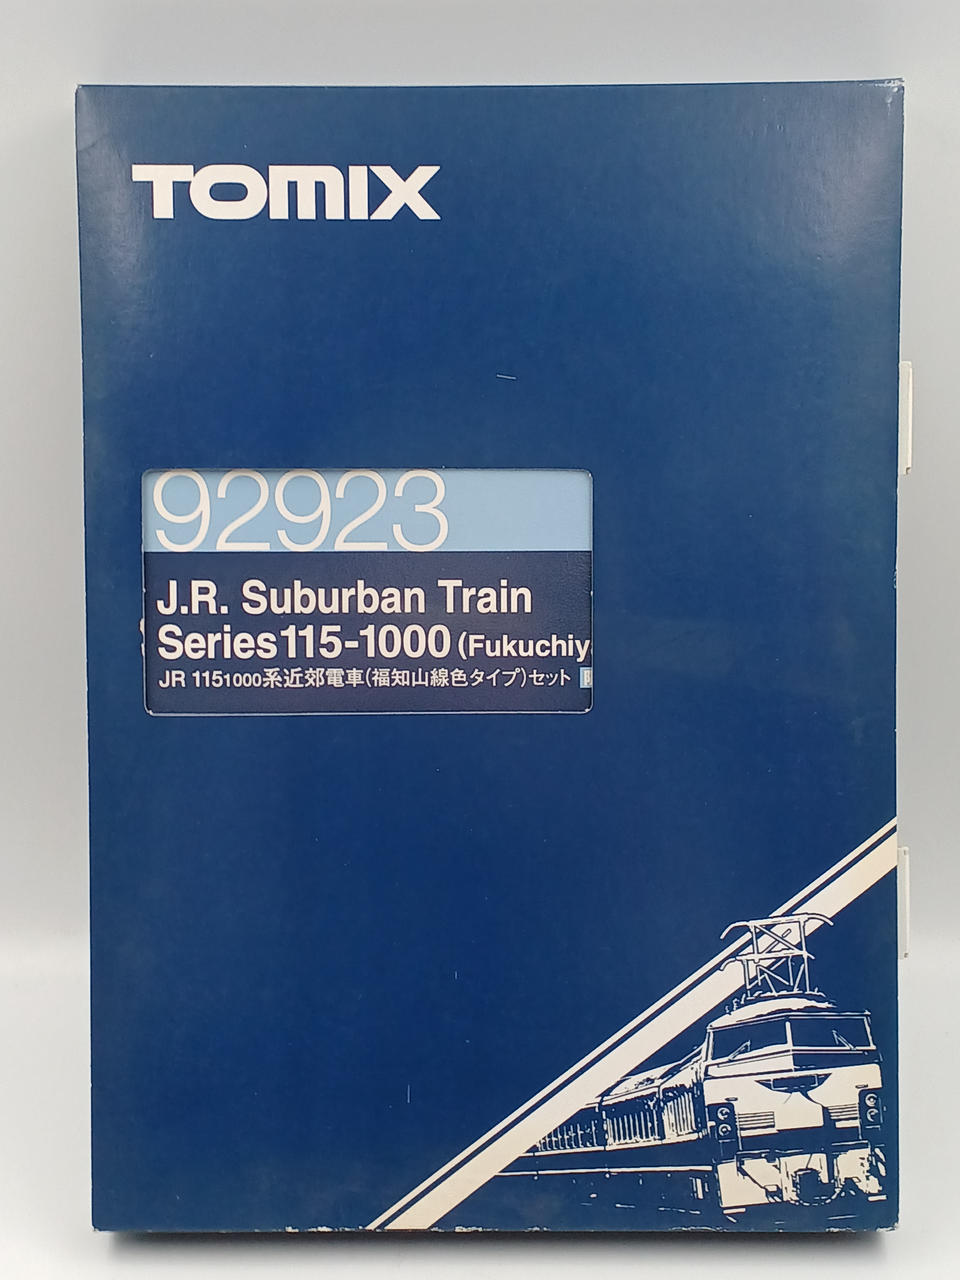 TOMIX
92923
J.R. Suburban Train
Series115-1000 (Fukuchiy
JR 1151000系近郊電車(福知山線色タイプ)セット